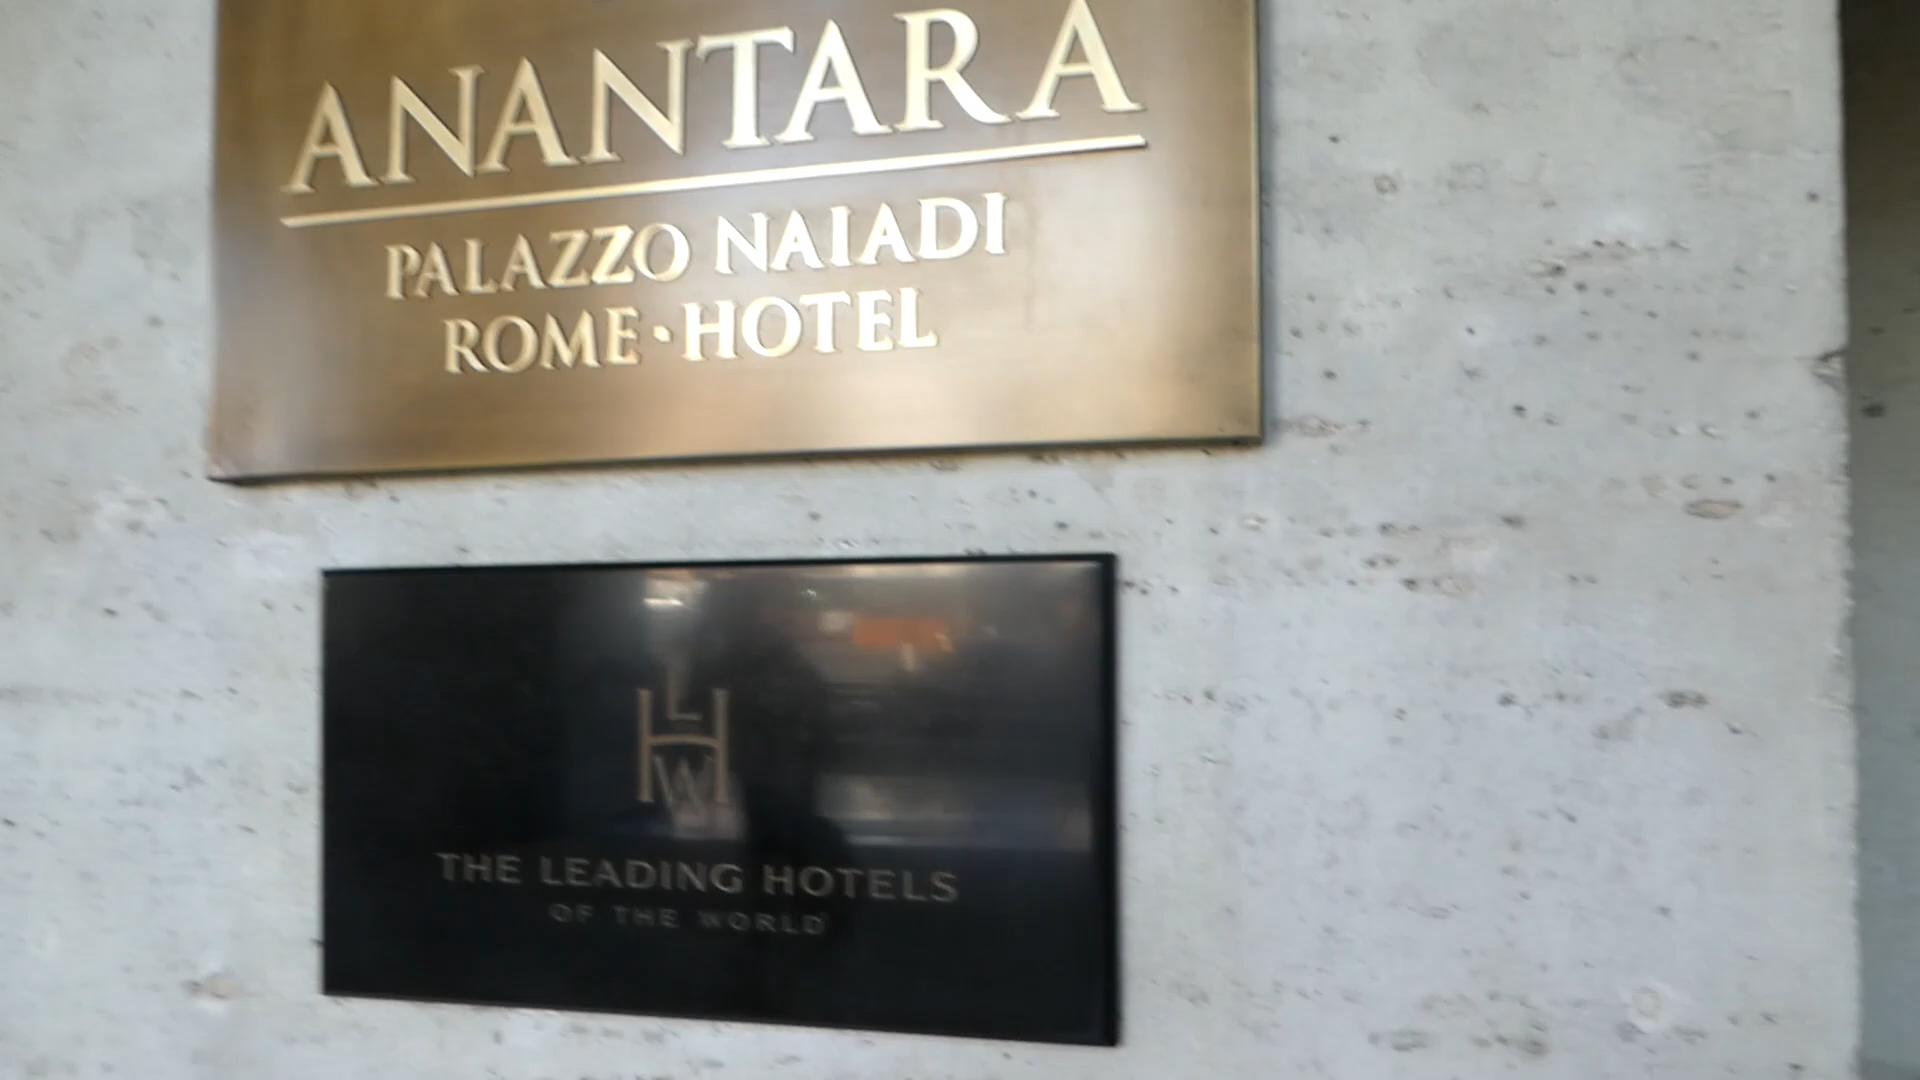 ANANTARA
PALAZZO NAIADI
ROME·HOTEL
L
H
W
THE LEADING HOTELS
OF THE WORLD